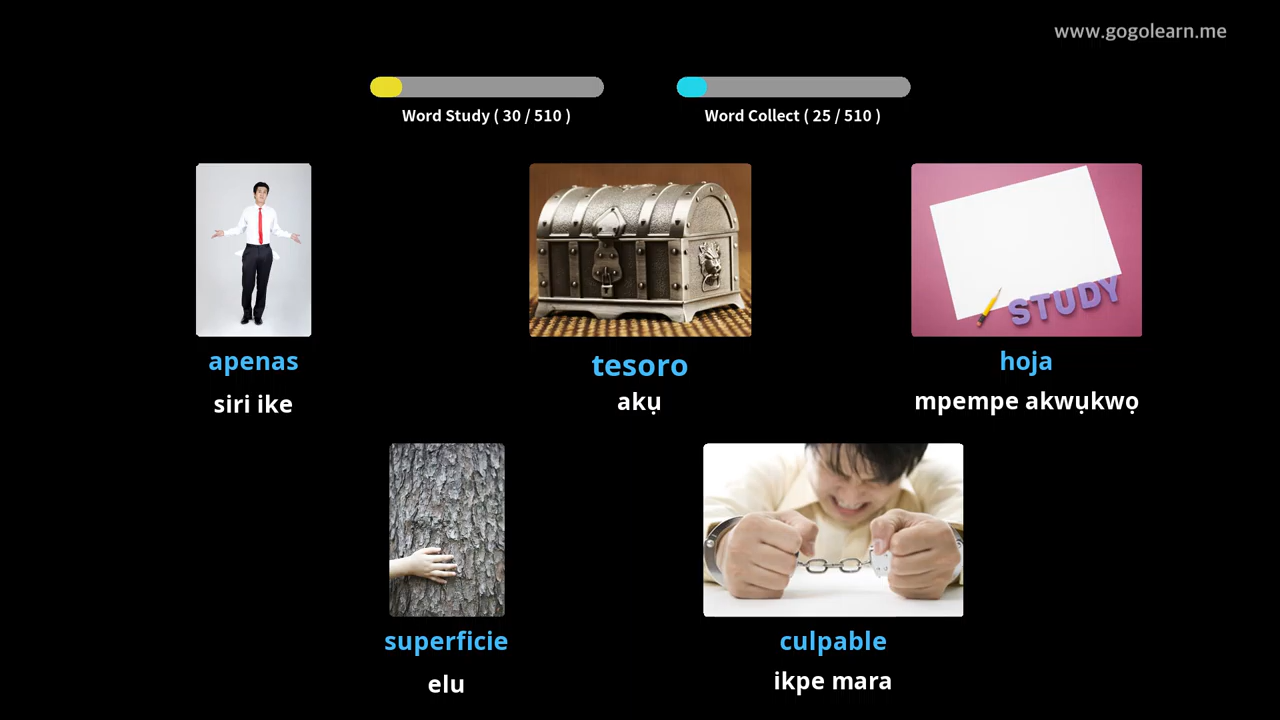 www.gogolearn.me
Word Study ( 30 / 510 )
Word Collect ( 25 / 510 )
STUDY
apenas
siri ike
tesoro
akụ
hoja
mpempe akwụkwọ
superficie
elu
culpable
ikpe mara